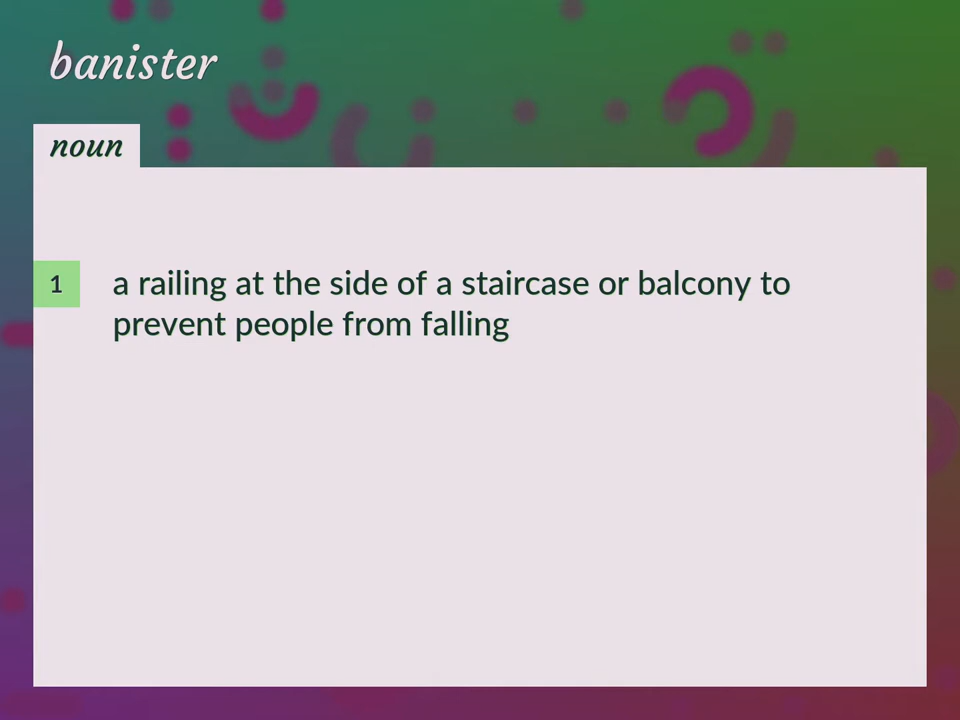 banister
noun
1 a railing at the side of a staircase or balcony to
prevent people from falling